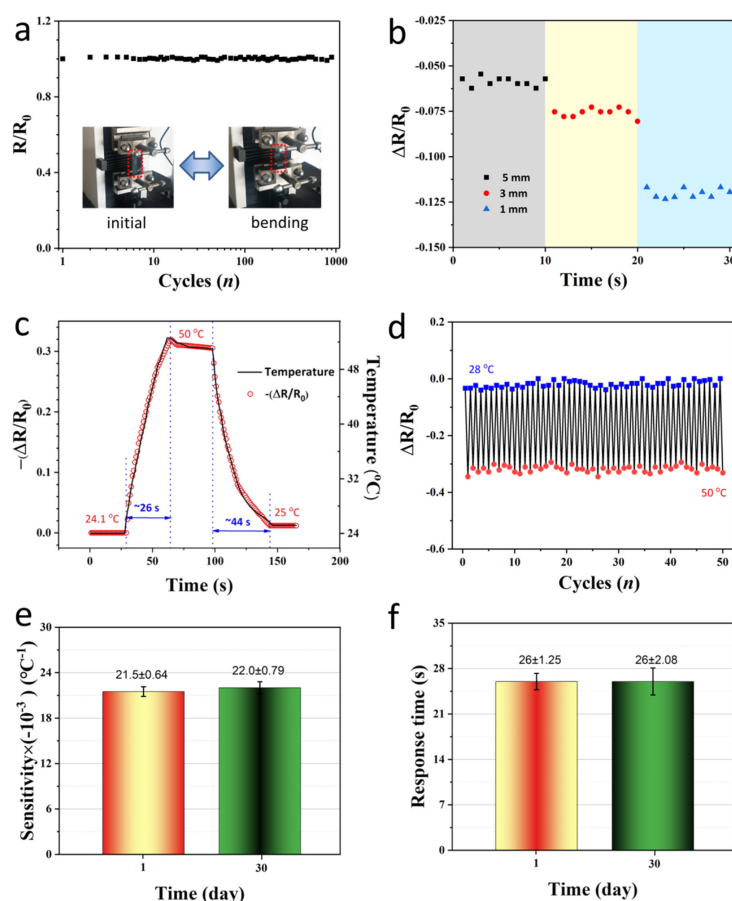 a
R/R0
1.2
0.8
0.4
0.0
initial
bending
1
10
100
1000
Cycles (n)
b
ΔR/R0
-0.025
-0.050
-0.075
-0.100
-0.125
-0.150
5 mm
3 mm
1 mm
0
10
20
30
Time (s)
c
−(ΔR/R0)
0.3
0.2
0.1
0.0
50 °C
Temperature
-(ΔR/R0)
24.1 °C
~26 s
~44 s
25 °C
48
42
36
30
24
Temperature (°C)
0
50
100
150
200
Time (s)
d
ΔR/R0
0.2
0.0
-0.2
-0.4
-0.6
28 °C
50 °C
0
10
20
30
40
50
Cycles (n)
e
Sensitivity×(-10⁻³) (°C⁻¹)
30
24
18
12
6
0
21.5±0.64
22.0±0.79
1
30
Time (day)
f
Response time (s)
35
28
21
14
7
0
26±1.25
26±2.08
1
30
Time (day)